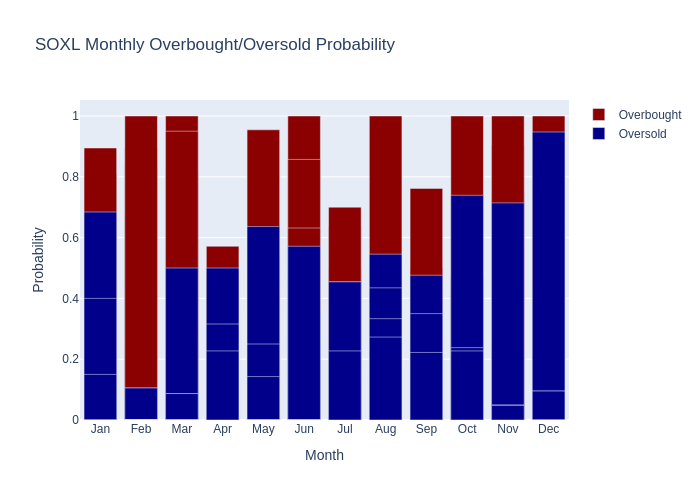 SOXL Monthly Overbought/Oversold Probability
Overbought
Oversold
Probability
1
0.8
0.6
0.4
0.2
0
Jan Feb Mar Apr May Jun Jul Aug Sep Oct Nov Dec
Month